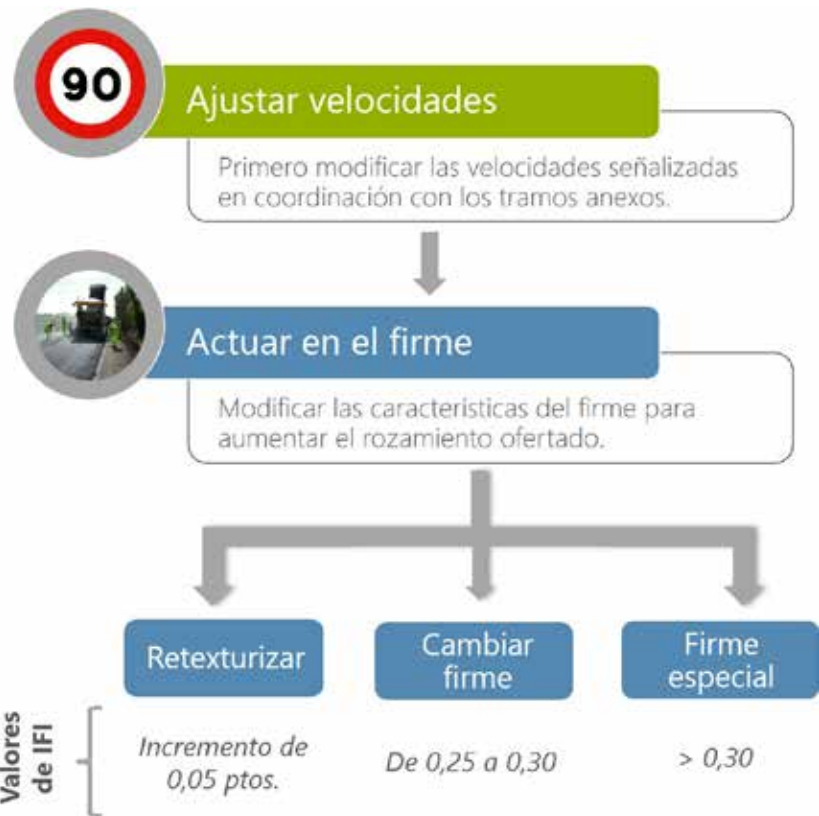 90
Ajustar velocidades
Primero modificar las velocidades señalizadas
en coordinación con los tramos anexos.
Actuar en el firme
Modificar las características del firme para
aumentar el rozamiento ofertado.
Retexturizar
Cambiar
firme
Firme
especial
Valores
de IFI
Incremento de
0,05 ptos.
De 0,25 a 0,30
> 0,30